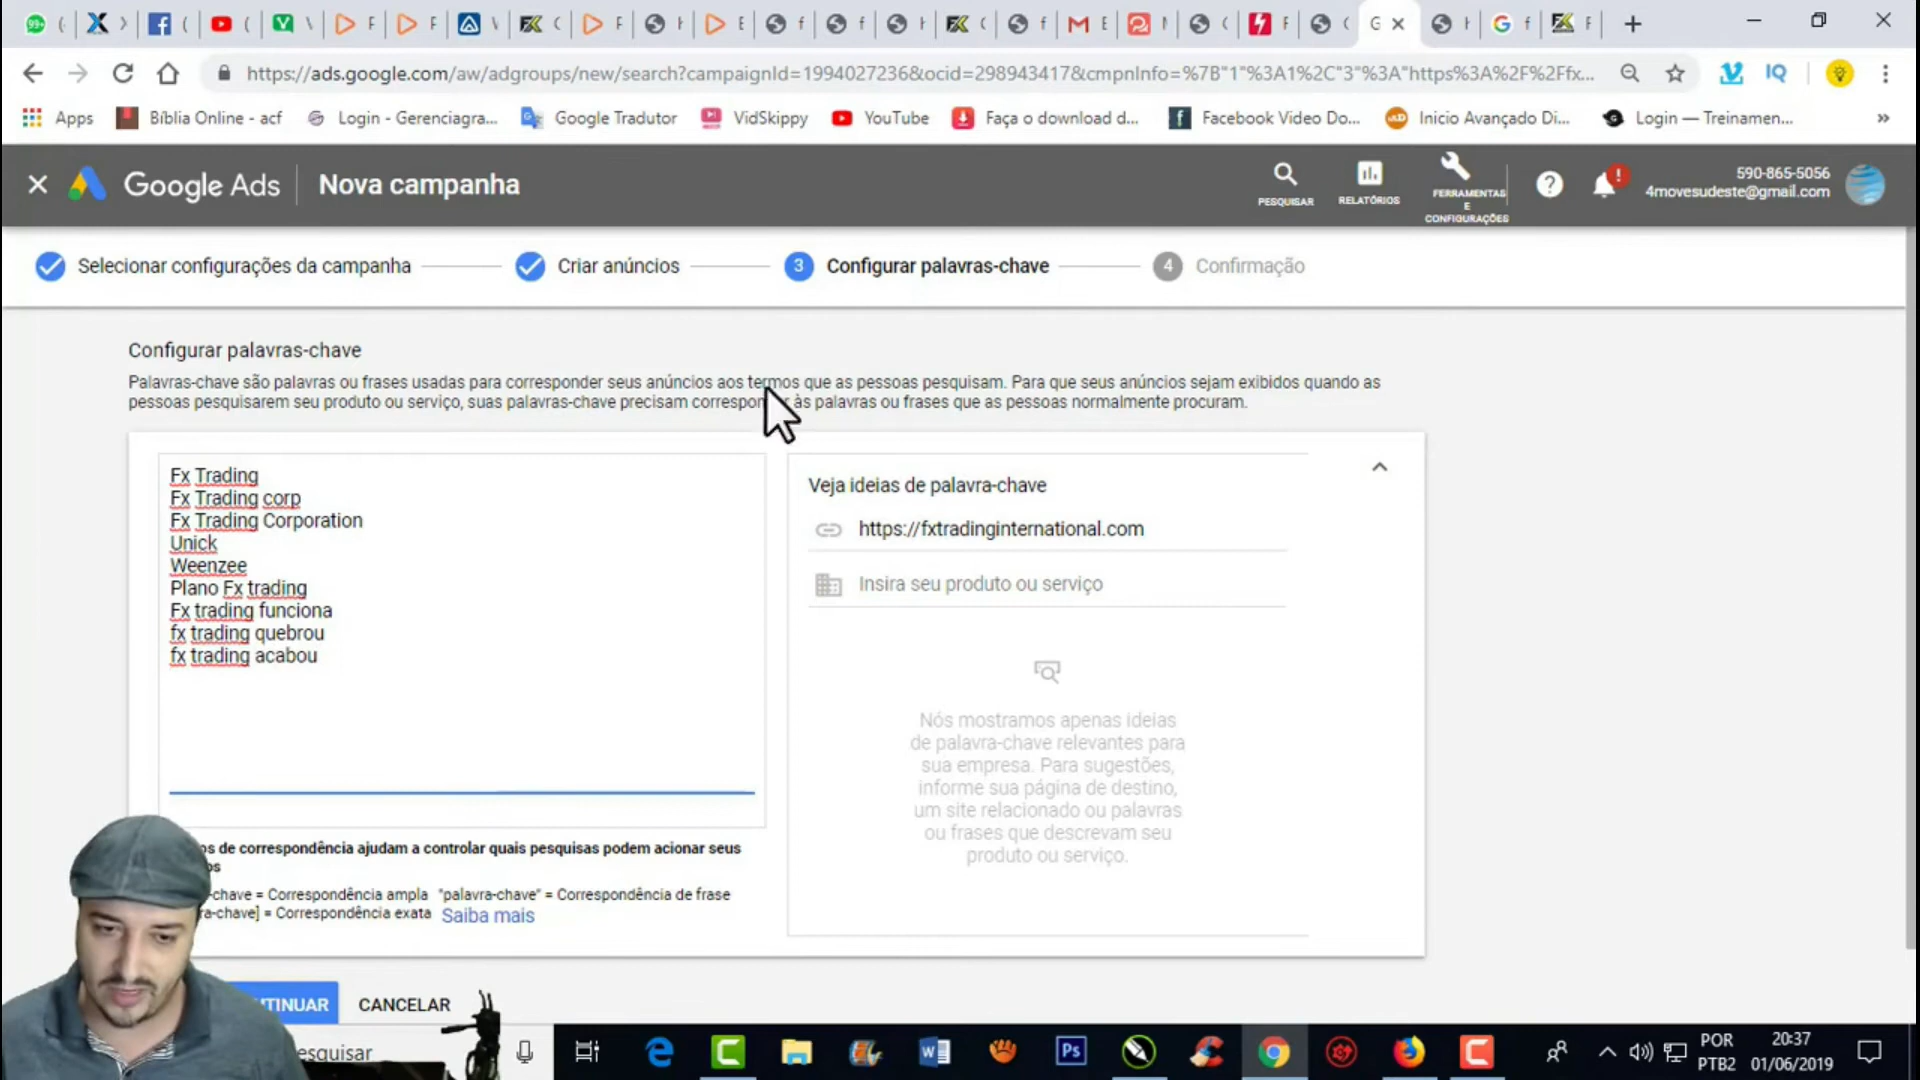 https://ads.google.com/aw/adgroups/new/search?campaignId=1994027236&ocid=298943417&cmpnInfo=%7B"1"%3A1%2C"3"%3A"https%3A%2F%2Ffx...
Apps Bíblia Online - acf Login - Gerenciagra... Google Tradutor VidSkippy YouTube Faça o download d... Facebook Video Do... Inicio Avançado Di... Login — Treinamen... »
Google Ads Nova campanha
PESQUISAR RELATÓRIOS FERRAMENTAS E CONFIGURAÇÕES
590-865-5056
4movesudeste@gmail.com
Selecionar configurações da campanha Criar anúncios 3 Configurar palavras-chave 4 Confirmação
Configurar palavras-chave
Palavras-chave são palavras ou frases usadas para corresponder seus anúncios aos termos que as pessoas pesquisam. Para que seus anúncios sejam exibidos quando as
pessoas pesquisarem seu produto ou serviço, suas palavras-chave precisam às palavras ou frases que as pessoas normalmente procuram.
Fx Trading
Fx Trading corp
Fx Trading Corporation
Unick
Weenzee
Plano Fx trading
Fx trading funciona
fx trading quebrou
fx trading acabou
Veja ideias de palavra-chave
https://fxtradinginternational.com
Insira seu produto ou serviço
Nós mostramos apenas ideias
de palavra-chave relevantes para
sua empresa. Para sugestões,
informe sua página de destino,
um site relacionado ou palavras
ou frases que descrevam seu
produto ou serviço.
os de correspondência ajudam a controlar quais pesquisas podem acionar seus
os
chave = Correspondência ampla "palavra-chave" = Correspondência de frase
ra-chave] = Correspondência exata Saiba mais
TINUAR CANCELAR
esquisar
POR
PTB2
20:37
01/06/2019